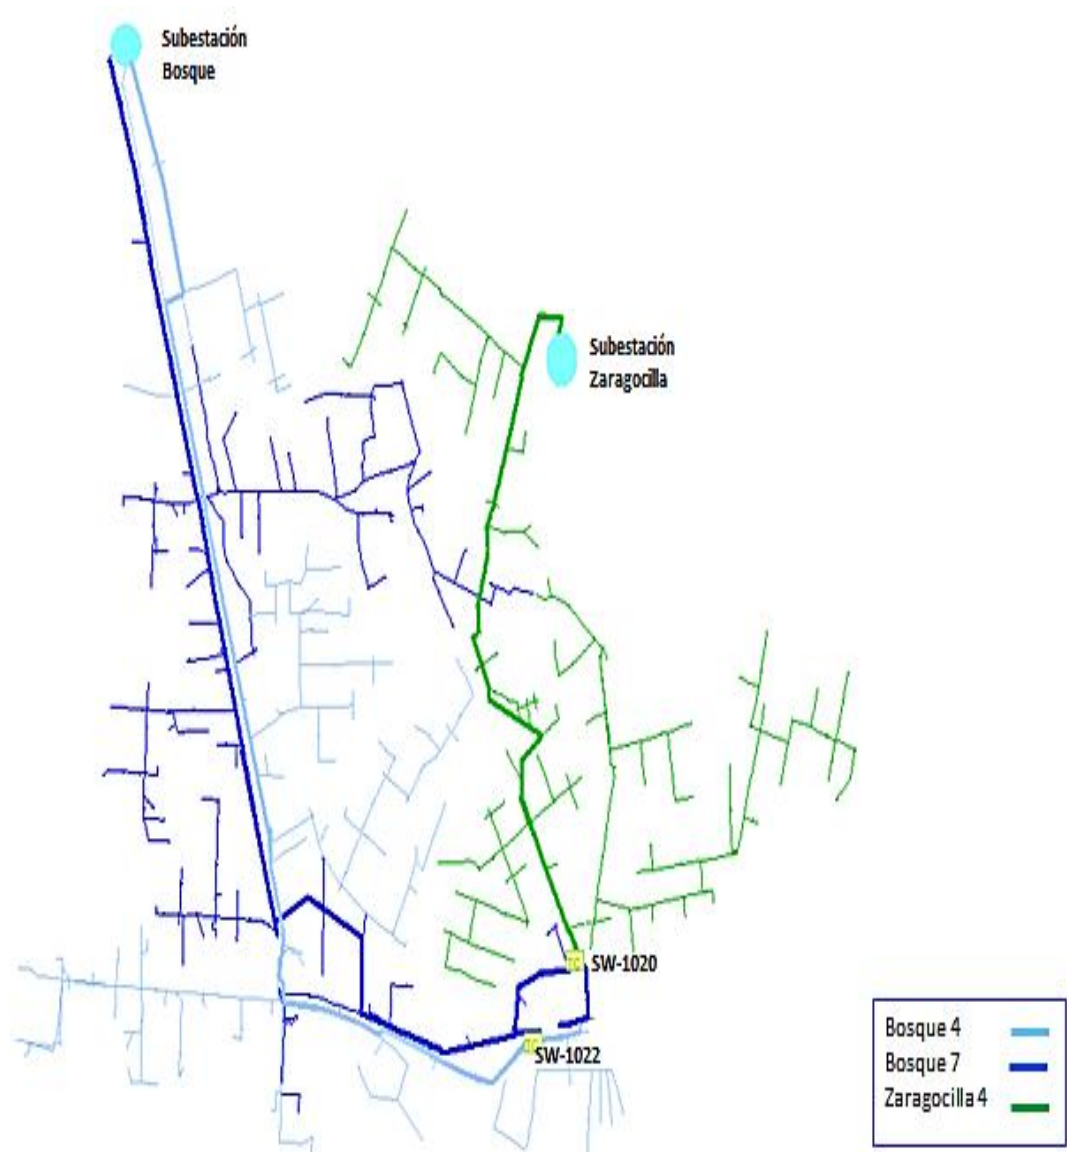 Subestación
Bosque
Subestación
Zaragocilla
SW-1020
SW-1022
Bosque 4
Bosque 7
Zaragocilla 4